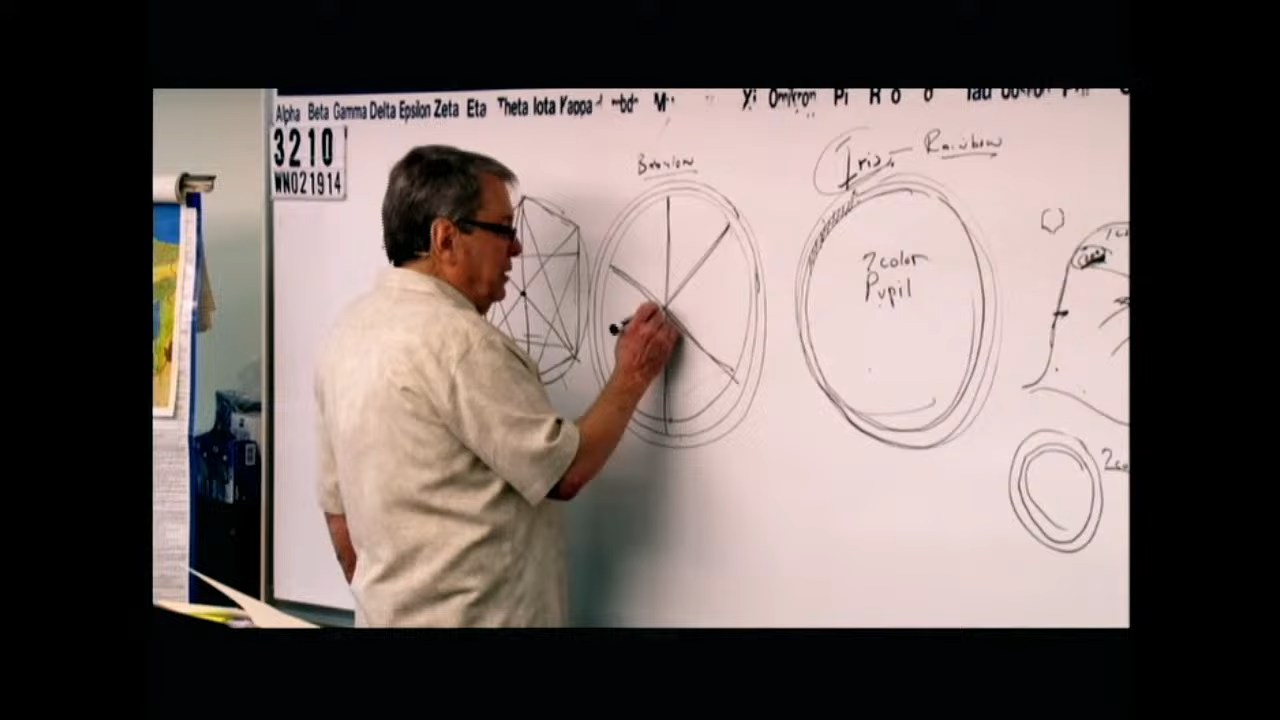 Alpha Beta Gamma Delta Epsilon Zeta Eta Theta Iota Kappa
Omikron Pi
3210
WN021914
Babylon
Iris - Rainbow
7color
Pupil